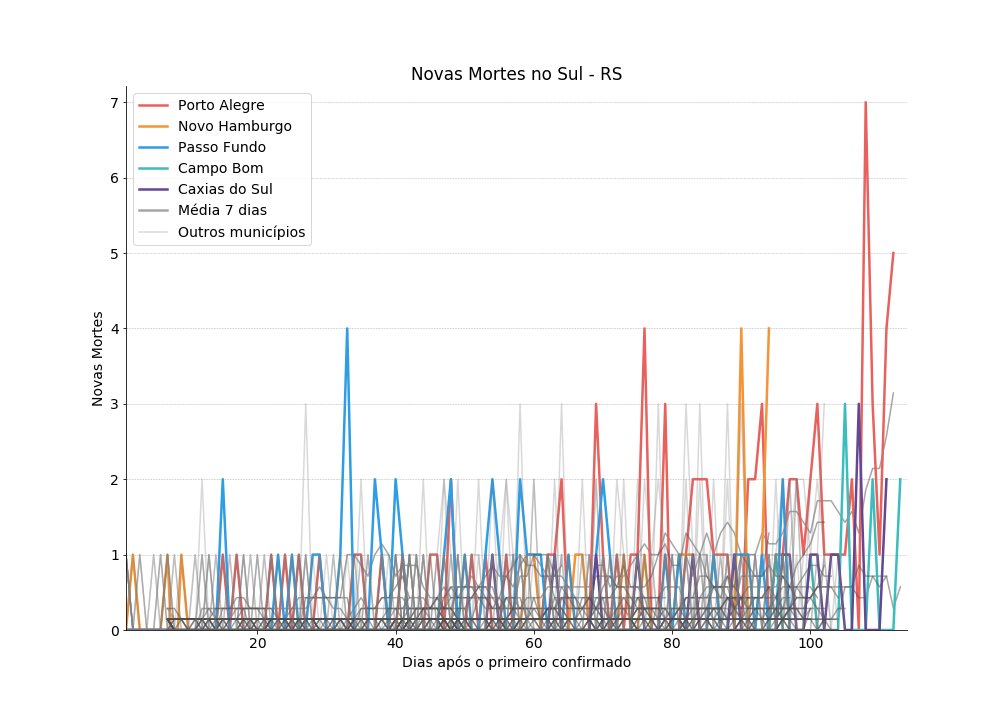 Novas Mortes no Sul - RS
Porto Alegre
Novo Hamburgo
Passo Fundo
Campo Bom
Caxias do Sul
Média 7 dias
Outros municípios
Novas Mortes
7
6
5
4
3
2
1
0
20
40
60
80
100
Dias após o primeiro confirmado